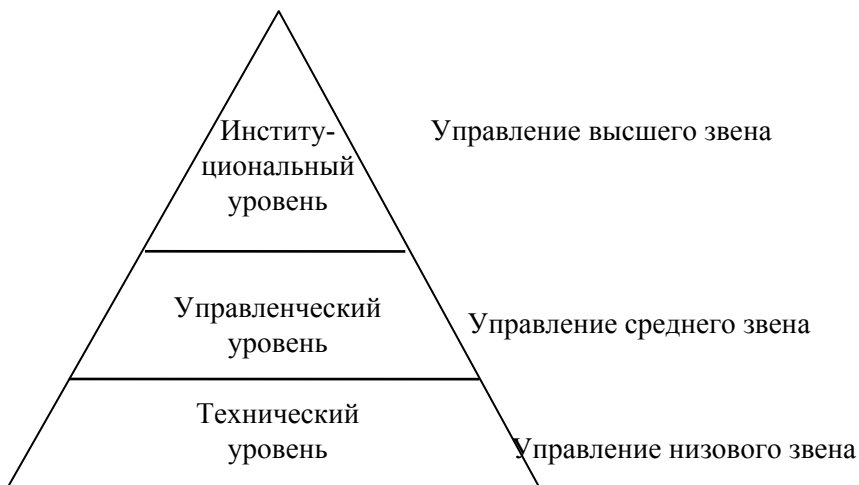 Институ-
циональный
уровень
Управление высшего звена
Управленческий
уровень
Управление среднего звена
Технический
уровень
Управление низового звена